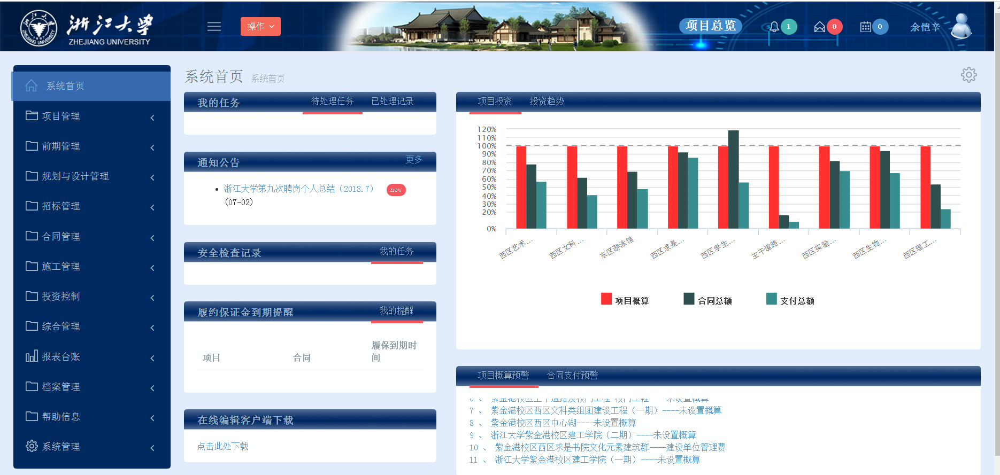 浙江大学
ZHEJIANG UNIVERSITY
操作
项目总览
1
0
0
余恺辛
系统首页
项目管理
前期管理
规划与设计管理
招标管理
合同管理
施工管理
投资控制
综合管理
报表台账
档案管理
帮助信息
系统管理
系统首页 系统首页
我的任务 待处理任务 已处理记录
通知公告 更多
浙江大学第九次聘岗个人总结（2018.7） new
(07-02)
安全检查记录 我的任务
履约保证金到期提醒 我的提醒
项目 合同 履保到期时
间
在线编辑客户端下载
点击此处下载
项目投资 投资趋势
120%
110%
100%
90%
80%
70%
60%
50%
40%
30%
20%
0%
西区艺术...
西区文科...
东区游泳馆
西区求是...
西区学生...
主干道路...
西区实验...
西区生物...
西区理工...
项目概算 合同总额 支付总额
项目概算预警 合同支付预警
7 、 紫金港校区西区文科类组团建设工程（一期）----未设置概算
8 、 紫金港校区西区中心湖----未设置概算
9 、 浙江大学紫金港校区建工学院（二期）----未设置概算
10 、 紫金港校区西区求是书院文化元素建筑群----建设单位管理费
11 、 浙江大学紫金港校区建工学院（一期）----未设置概算